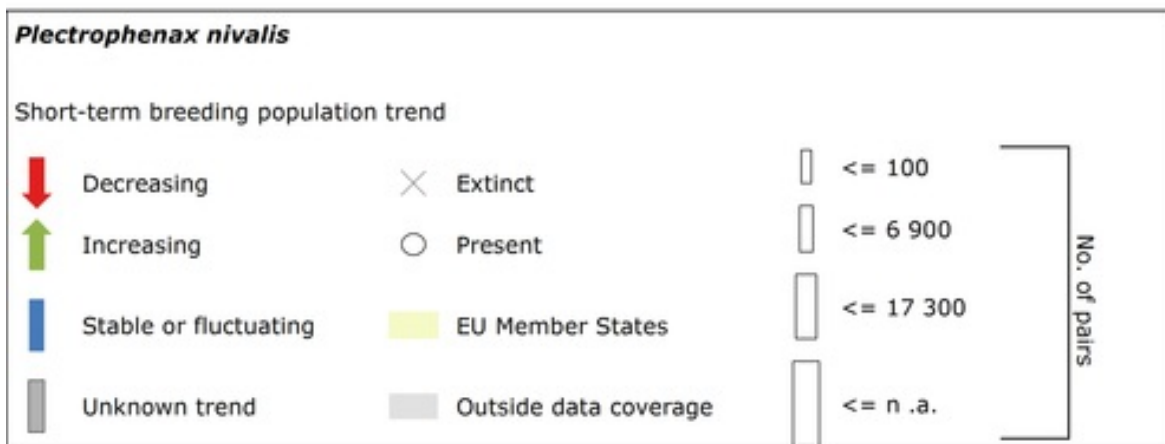 Plectrophenax nivalis
Short-term breeding population trend
Decreasing
Extinct
<= 100
Increasing
Present
<= 6 900
Stable or fluctuating
EU Member States
<= 17 300
Unknown trend
Outside data coverage
<= n .a.
No. of pairs